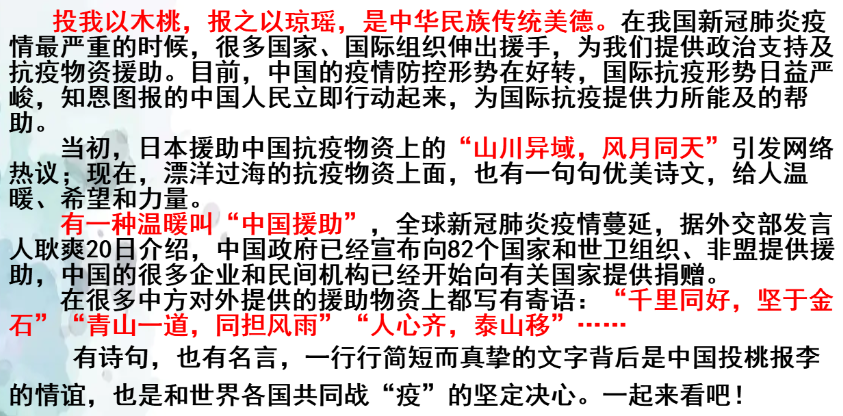 投我以木桃，报之以琼瑶，是中华民族传统美德。在我国新冠肺炎疫
情最严重的时候，很多国家、国际组织伸出援手，为我们提供政治支持及
抗疫物资援助。目前，中国的疫情防控形势在好转，国际抗疫形势日益严
峻，知恩图报的中国人民立即行动起来，为国际抗疫提供力所能及的帮
助。
当初，日本援助中国抗疫物资上的“山川异域，风月同天”引发网络
热议；现在，漂洋过海的抗疫物资上面，也有一句句优美诗文，给人温
暖、希望和力量。
有一种温暖叫“中国援助”，全球新冠肺炎疫情蔓延，据外交部发言
人耿爽20日介绍，中国政府已经宣布向82个国家和世卫组织、非盟提供援
助，中国的很多企业和民间机构已经开始向有关国家提供捐赠。
在很多中方对外提供的援助物资上都写有寄语：“千里同好，坚于金
石”“青山一道，同担风雨”“人心齐，泰山移”……
有诗句，也有名言，一行行简短而真挚的文字背后是中国投桃报李
的情谊，也是和世界各国共同战“疫”的坚定决心。一起来看吧！